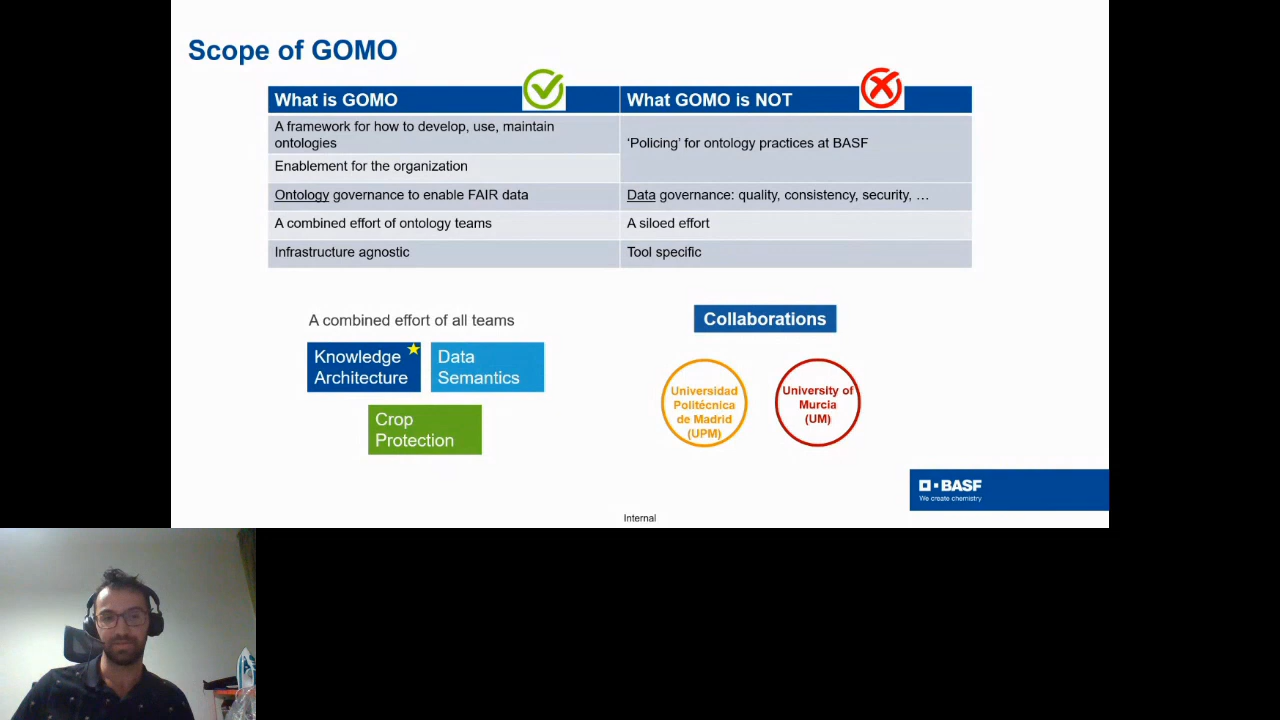 Scope of GOMO
What is GOMO
What GOMO is NOT
A framework for how to develop, use, maintain
ontologies
‘Policing’ for ontology practices at BASF
Enablement for the organization
Ontology governance to enable FAIR data
Data governance: quality, consistency, security, …
A combined effort of ontology teams
A siloed effort
Infrastructure agnostic
Tool specific
A combined effort of all teams
Knowledge
Architecture
Data
Semantics
Crop
Protection
Collaborations
Universidad
Politécnica
de Madrid
(UPM)
University of
Murcia
(UM)
BASF
We create chemistry
Internal